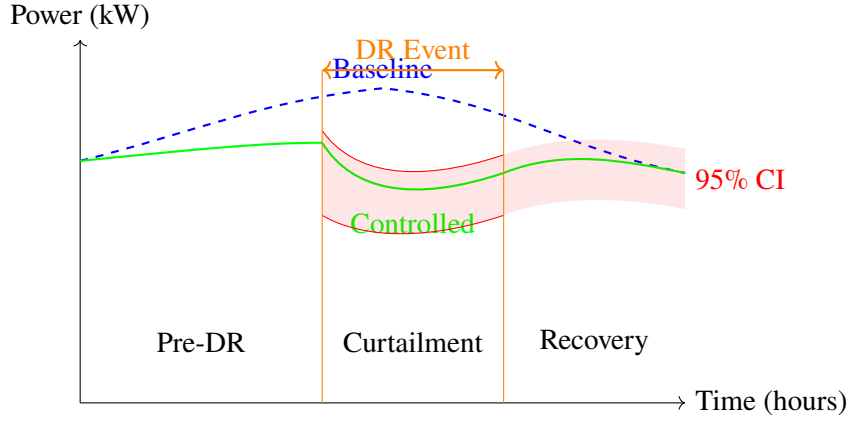 Power (kW)
DR Event
Baseline
95% CI
Controlled
Pre-DR
Curtailment
Recovery
Time (hours)